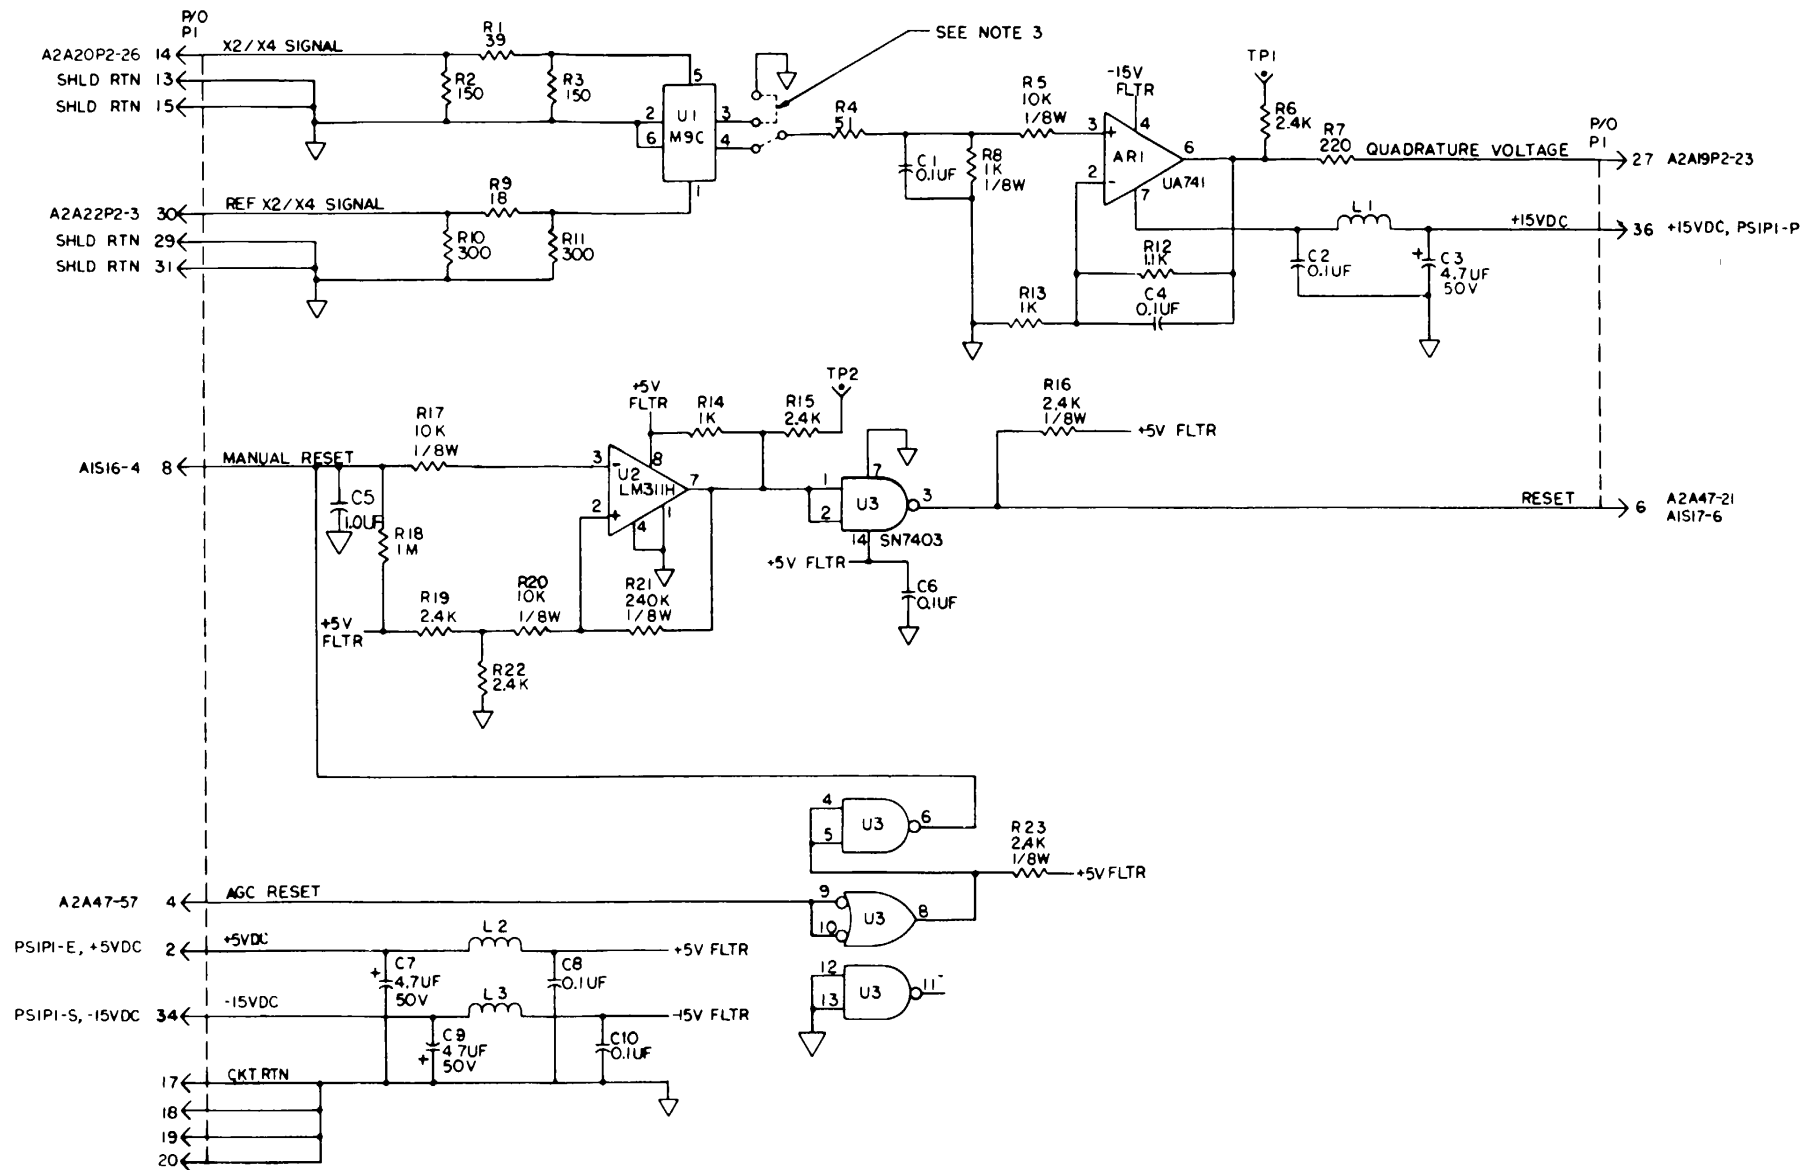 P/O
P1
A2A20P2-26 14 X2/X4 SIGNAL
SHLD RTN 13
SHLD RTN 15
R1
39
R2
150
R3
150
5
2
6
U1
M9C
3
4
1
SEE NOTE 3
R4
51
C1
0.1UF
R8
1K
1/8W
R5
10K
1/8W
-15V
FLTR
3
+
4
AR1
2
-
7
6
UA741
TP1
R6
2.4K
R7
220
QUADRATURE VOLTAGE
P/O
P1
27 A2A19P2-23
A2A22P2-3 30 REF X2/X4 SIGNAL
SHLD RTN 29
SHLD RTN 31
R9
18
R10
300
R11
300
L1
+15VDC
36 +15VDC, PS1P1-P
C2
0.1UF
+
C3
4.7UF
50V
R12
1.1K
C4
0.1UF
R13
1K
A1S16-4 8 MANUAL RESET
R17
10K
1/8W
C5
1.0UF
R18
1M
+5V
FLTR
R14
1K
R15
2.4K
TP2
3
-
8
U2
LM311H
7
2
+
4
1
1
2
7
U3
3
14
SN7403
+5V FLTR
C6
0.1UF
R16
2.4K
1/8W
+5V FLTR
RESET
6 A2A47-21
A1S17-6
+5V
FLTR
R19
2.4K
R20
10K
1/8W
R21
240K
1/8W
R22
2.4K
4
5
U3
6
R23
2.4K
1/8W
+5V FLTR
A2A47-57 4 AGC RESET
9
10
U3
8
PS1P1-E, +5VDC 2 +5VDC
L2
+5V FLTR
+
C7
4.7UF
50V
C8
0.1UF
12
13
U3
11
PS1P1-S, -15VDC 34 -15VDC
L3
-15V FLTR
+
C9
4.7UF
50V
C10
0.1UF
17 CKT RTN
18
19
20